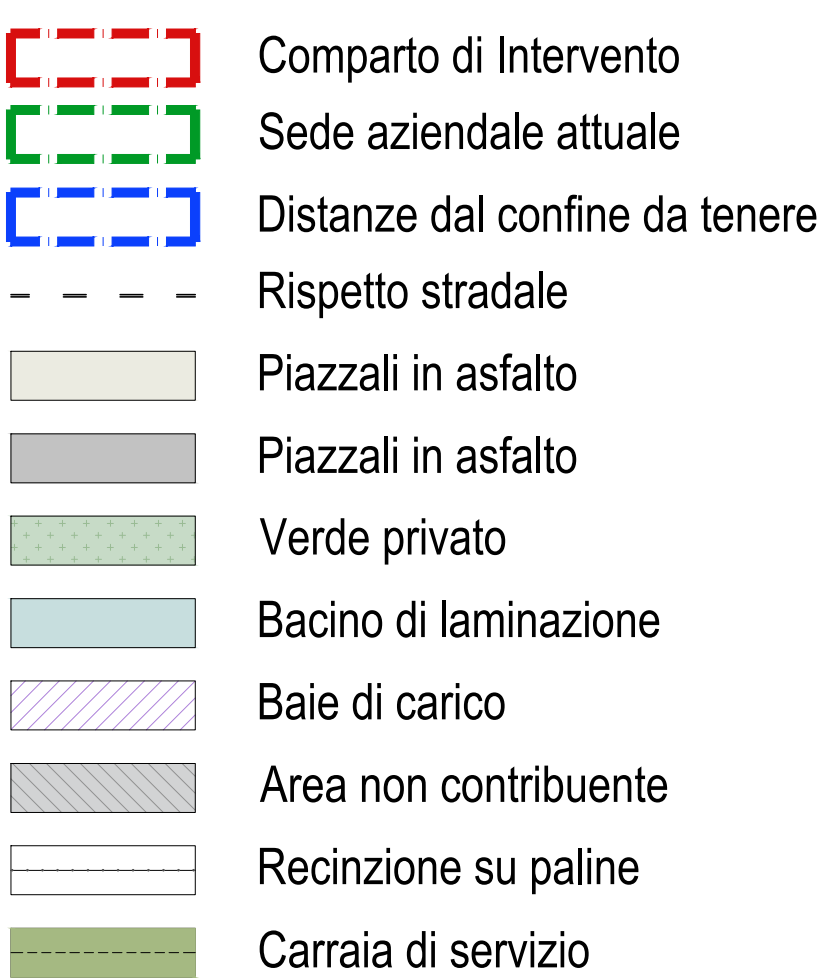 Comparto di Intervento
Sede aziendale attuale
Distanze dal confine da tenere
Rispetto stradale
Piazzali in asfalto
Piazzali in asfalto
Verde privato
Bacino di laminazione
Baie di carico
Area non contribuente
Recinzione su paline
Carraia di servizio